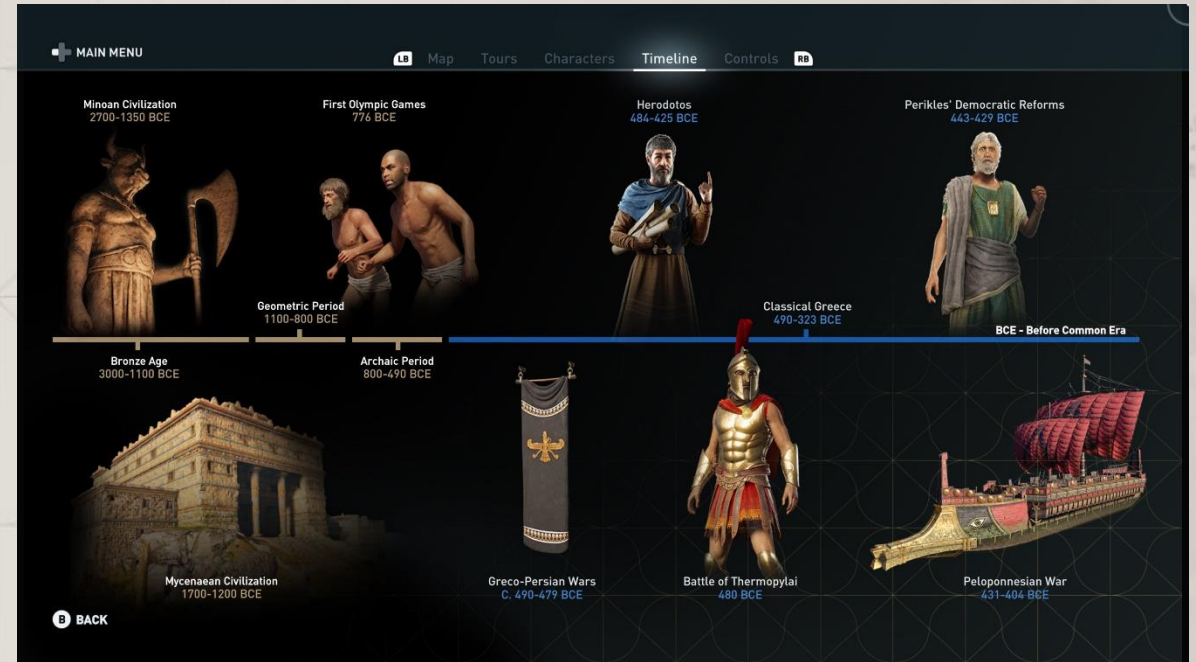 MAIN MENU
LB Map Tours Characters Timeline Controls RB
Minoan Civilization
2700-1350 BCE
First Olympic Games
776 BCE
Herodotos
484-425 BCE
Perikles' Democratic Reforms
443-429 BCE
Geometric Period
1100-800 BCE
Classical Greece
490-323 BCE
BCE - Before Common Era
Bronze Age
3000-1100 BCE
Archaic Period
800-490 BCE
Mycenaean Civilization
1700-1200 BCE
Greco-Persian Wars
C. 490-479 BCE
Battle of Thermopylai
480 BCE
Peloponnesian War
431-404 BCE
B BACK